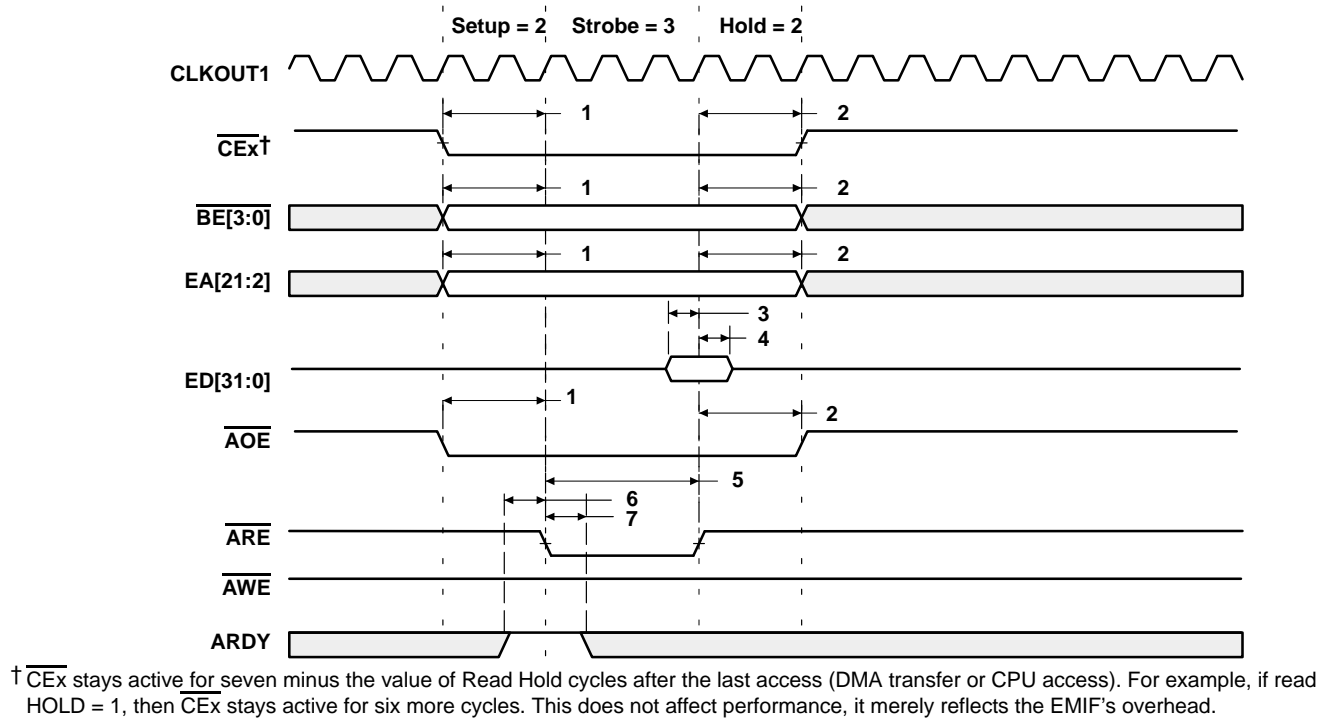 Setup = 2 Strobe = 3 Hold = 2
CLKOUT1
1 2
CEx†
1 2
BE[3:0]
1 2
EA[21:2]
3
4
ED[31:0]
1
2
AOE
5
6
7
ARE
AWE
ARDY
† CEx stays active for seven minus the value of Read Hold cycles after the last access (DMA transfer or CPU access). For example, if read
HOLD = 1, then CEx stays active for six more cycles. This does not affect performance, it merely reflects the EMIF's overhead.